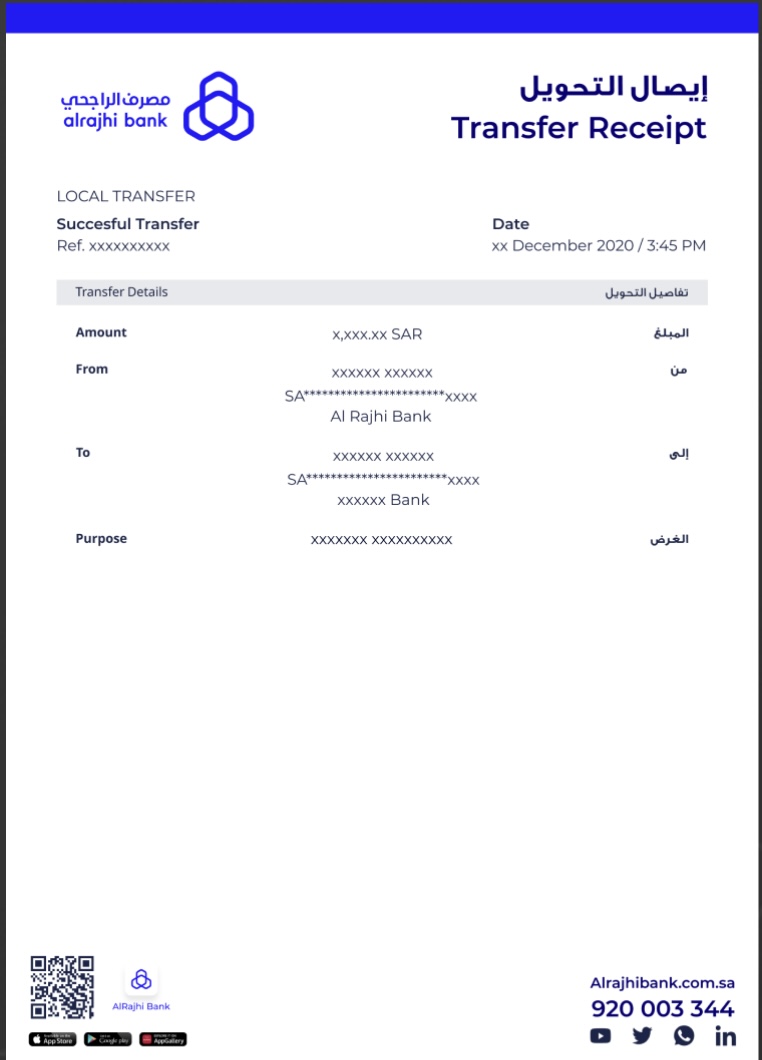 إيصال التحويل
Transfer Receipt
مصرف الراجحي
alrajhi bank
LOCAL TRANSFER
Succesful Transfer
Ref. xxxxxxxxxx
Date
xx December 2020 / 3:45 PM
Transfer Details تفاصيل التحويل
Amount x,xxx.xx SAR المبلغ
From xxxxxx xxxxxx من
SA***********************xxxx
Al Rajhi Bank
To xxxxxx xxxxxx إلى
SA***********************xxxx
xxxxxx Bank
Purpose xxxxxxx xxxxxxxxxx الغرض
AlRajhi Bank
App Store
Google play
AppGallery
Alrajhibank.com.sa
920 003 344
in